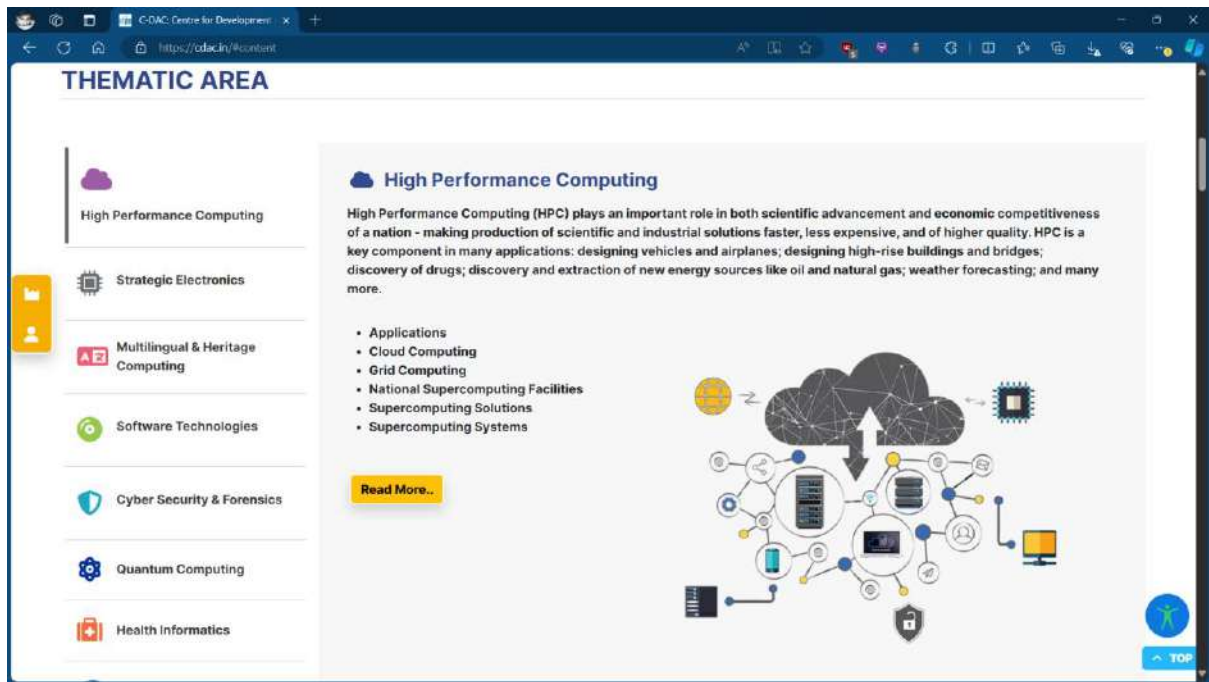 C-DAC: Centre for Development
https://cdac.in/#content
THEMATIC AREA
High Performance Computing
Strategic Electronics
Multilingual & Heritage
Computing
Software Technologies
Cyber Security & Forensics
Quantum Computing
Health Informatics
High Performance Computing
High Performance Computing (HPC) plays an important role in both scientific advancement and economic competitiveness
of a nation - making production of scientific and industrial solutions faster, less expensive, and of higher quality. HPC is a
key component in many applications: designing vehicles and airplanes; designing high-rise buildings and bridges;
discovery of drugs; discovery and extraction of new energy sources like oil and natural gas; weather forecasting; and many
more.
• Applications
• Cloud Computing
• Grid Computing
• National Supercomputing Facilities
• Supercomputing Solutions
• Supercomputing Systems
Read More..
TOP